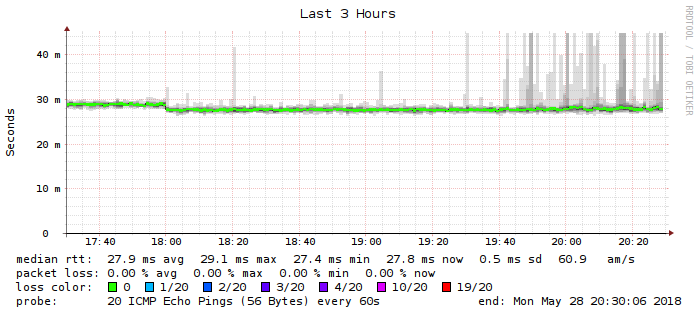 Last 3 Hours
RRDTOOL / TOBI OETIKER
Seconds
40 m
30 m
20 m
10 m
0
17:40 18:00 18:20 18:40 19:00 19:20 19:40 20:00 20:20
median rtt: 27.9 ms avg 29.1 ms max 27.4 ms min 27.8 ms now 0.5 ms sd 60.9 am/s
packet loss: 0.00 % avg 0.00 % max 0.00 % min 0.00 % now
loss color: 0 1/20 2/20 3/20 4/20 10/20 19/20
probe: 20 ICMP Echo Pings (56 Bytes) every 60s end: Mon May 28 20:30:06 2018